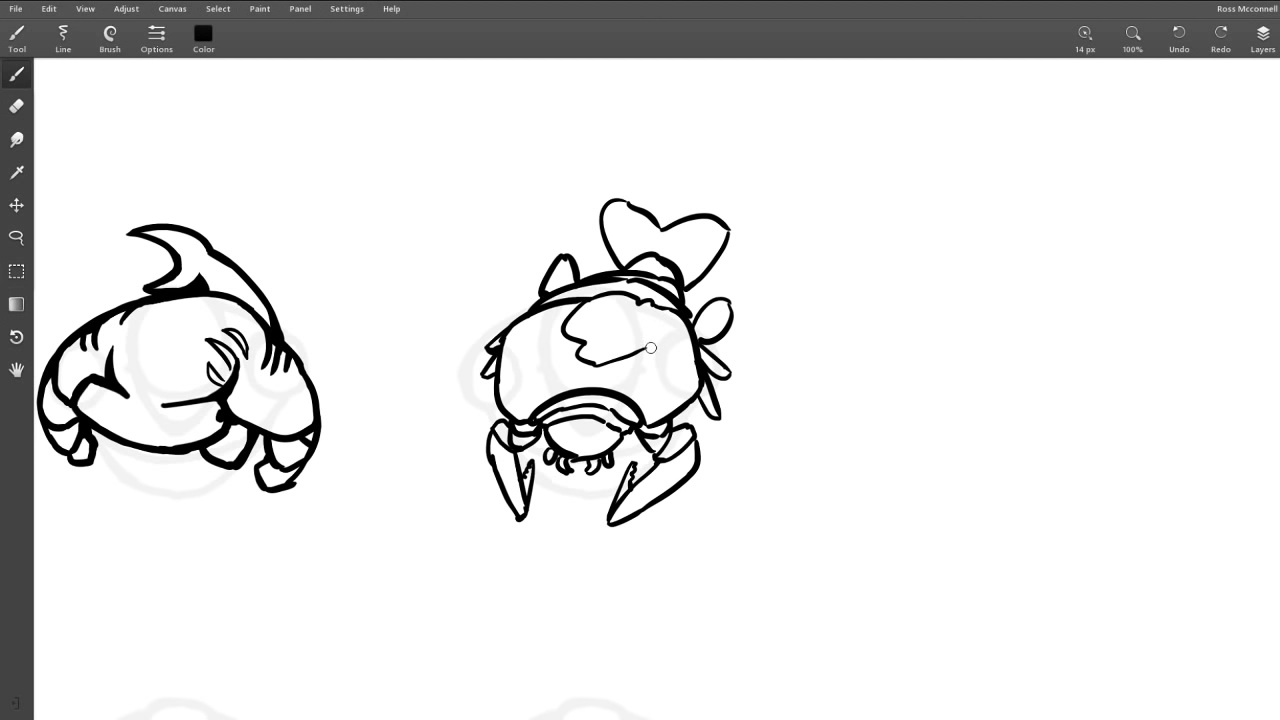 File Edit View Adjust Canvas Select Paint Panel Settings Help Ross Mcconnell
Tool Line Brush Options Color 14 px 100% Undo Redo Layers